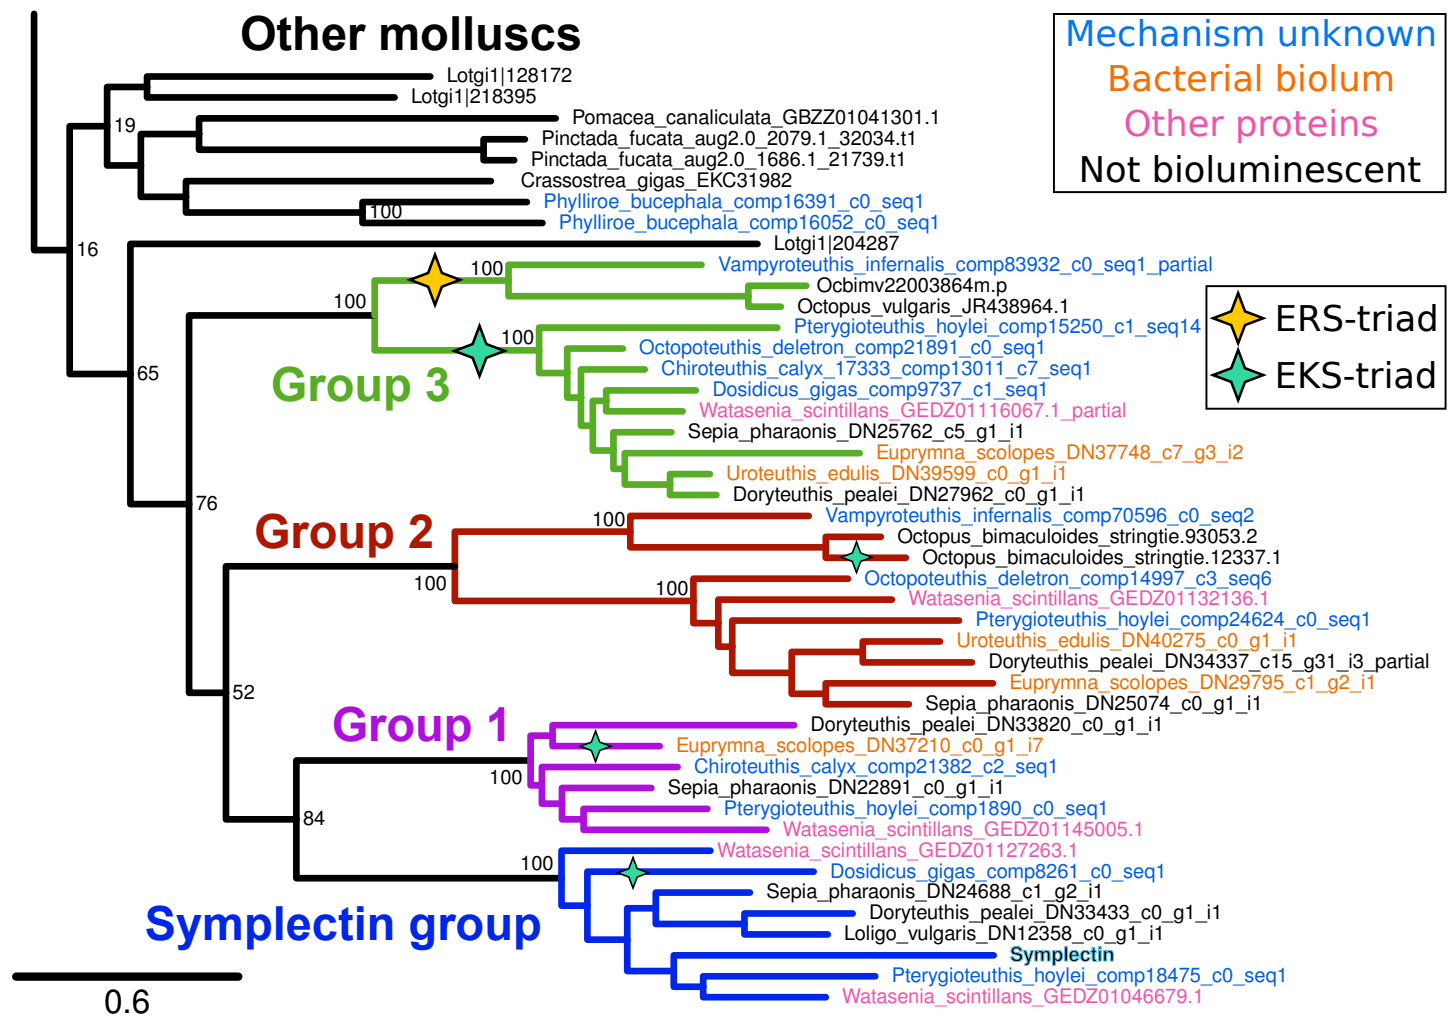 Other molluscs
Mechanism unknown
Bacterial biolum
Other proteins
Not bioluminescent
Lotgi1|128172
Lotgi1|218395
19
Pomacea_canaliculata_GBZZ01041301.1
Pinctada_fucata_aug2.0_2079.1_32034.t1
Pinctada_fucata_aug2.0_1686.1_21739.t1
Crassostrea_gigas_EKC31982
Phylliroe_bucephala_comp16391_c0_seq1
100
Phylliroe_bucephala_comp16052_c0_seq1
16
Lotgi1|204287
Vampyroteuthis_infernalis_comp83932_c0_seq1_partial
100
Ocbimv22003864m.p
100
Octopus_vulgaris_JR438964.1
ERS-triad
EKS-triad
Pterygioteuthis_hoylei_comp15250_c1_seq14
100
Octopoteuthis_deletron_comp21891_c0_seq1
Chiroteuthis_calyx_17333_comp13011_c7_seq1
65
Group 3
Dosidicus_gigas_comp9737_c1_seq1
Watasenia_scintillans_GEDZ01116067.1_partial
Sepia_pharaonis_DN25762_c5_g1_i1
Euprymna_scolopes_DN37748_c7_g3_i2
Uroteuthis_edulis_DN39599_c0_g1_i1
Doryteuthis_pealei_DN27962_c0_g1_i1
76
Group 2
100
Vampyroteuthis_infernalis_comp70596_c0_seq2
Octopus_bimaculoides_stringtie.93053.2
Octopus_bimaculoides_stringtie.12337.1
100
100
Octopoteuthis_deletron_comp14997_c3_seq6
Watasenia_scintillans_GEDZ01132136.1
Pterygioteuthis_hoylei_comp24624_c0_seq1
Uroteuthis_edulis_DN40275_c0_g1_i1
Doryteuthis_pealei_DN34337_c15_g31_i3_partial
Euprymna_scolopes_DN29795_c1_g2_i1
52
Sepia_pharaonis_DN25074_c0_g1_i1
Group 1
Doryteuthis_pealei_DN33820_c0_g1_i1
Euprymna_scolopes_DN37210_c0_g1_i7
Chiroteuthis_calyx_comp21382_c2_seq1
100
Sepia_pharaonis_DN22891_c0_g1_i1
Pterygioteuthis_hoylei_comp1890_c0_seq1
84
Watasenia_scintillans_GEDZ01145005.1
Watasenia_scintillans_GEDZ01127263.1
100
Dosidicus_gigas_comp8261_c0_seq1
Sepia_pharaonis_DN24688_c1_g2_i1
Symplectin group
Doryteuthis_pealei_DN33433_c0_g1_i1
Loligo_vulgaris_DN12358_c0_g1_i1
Symplectin
Pterygioteuthis_hoylei_comp18475_c0_seq1
Watasenia_scintillans_GEDZ01046679.1
0.6